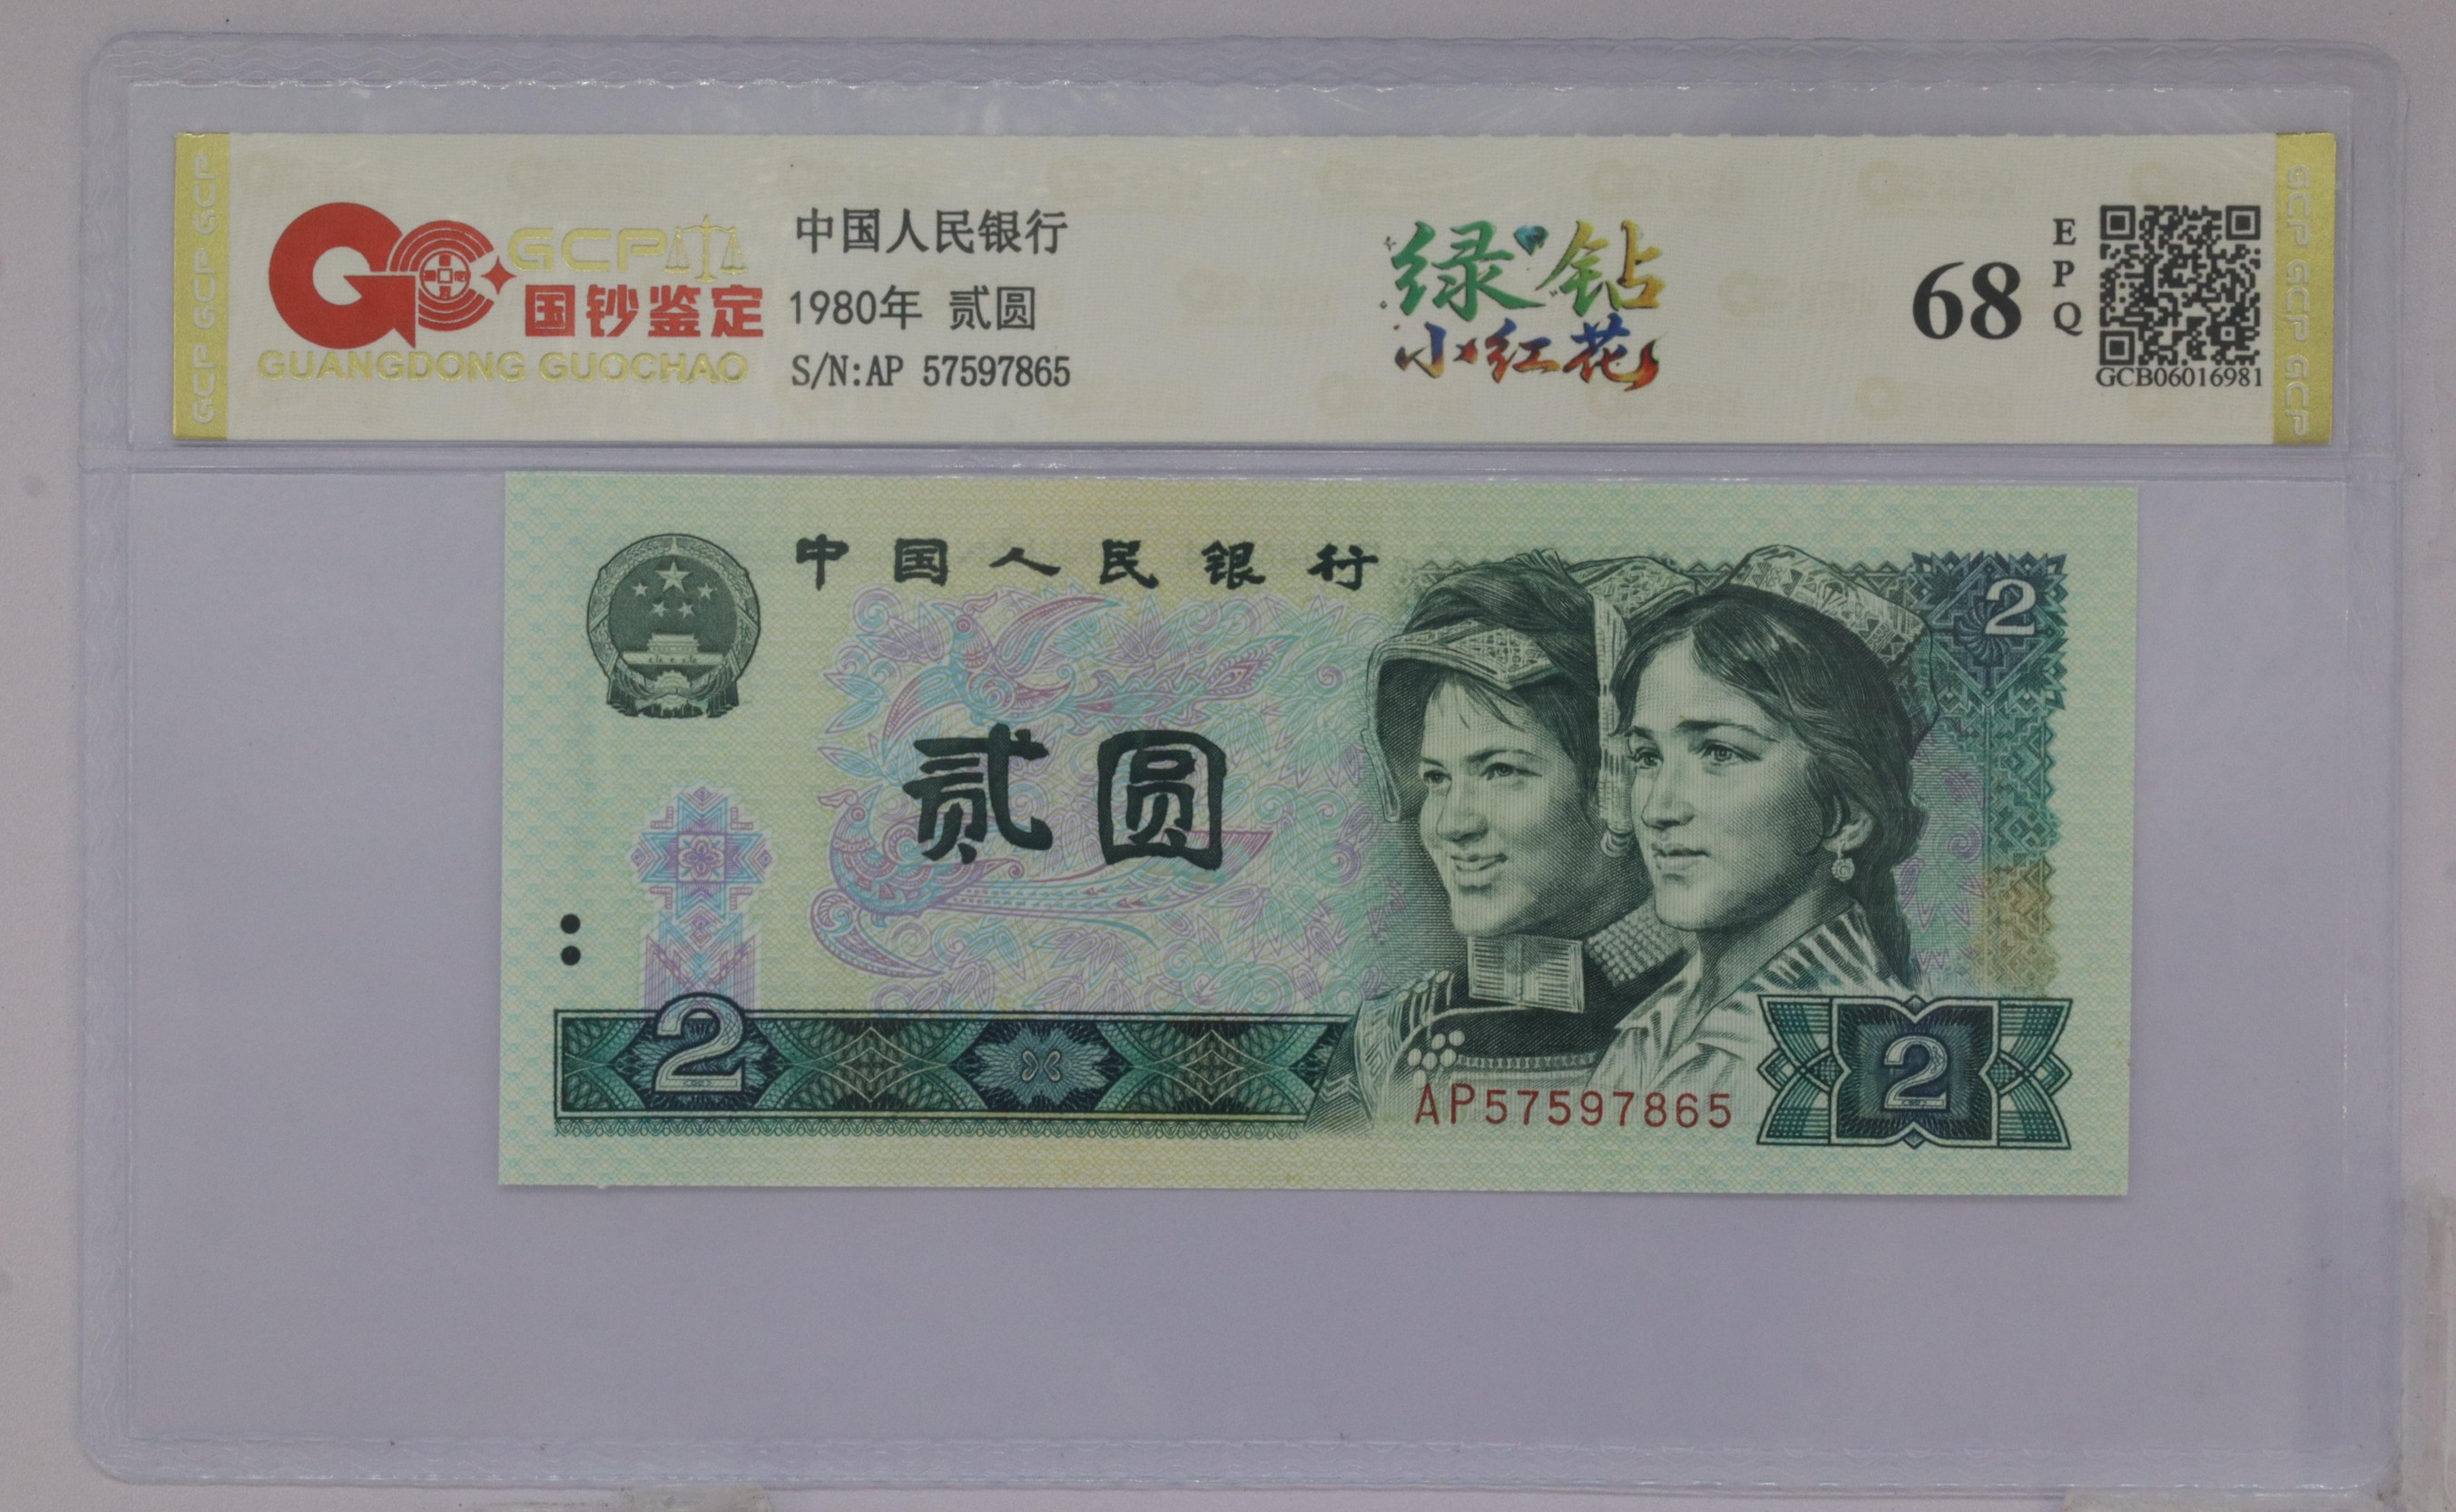 GCP
国钞鉴定
GUANGDONG GUOCHAO
中国人民银行
1980年 贰圆
S/N:AP 57597865
绿钻
小红花
68
EPQ
GCB06016981
GCP GCP GCP
GCP GCP GCP
中国人民银行
2
贰圆
2
2
AP57597865